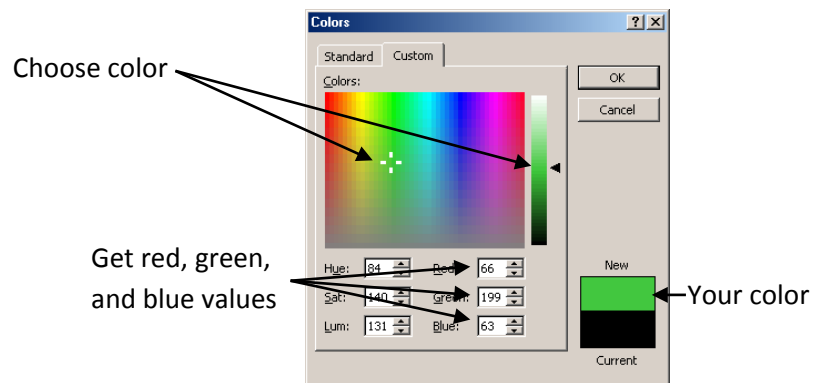 Colors
Standard Custom
Choose color
Colors:
OK
Cancel
Get red, green,
and blue values
Hue: 84 Red: 66
Sat: 140 Green: 199
Lum: 131 Blue: 63
New
Your color
Current